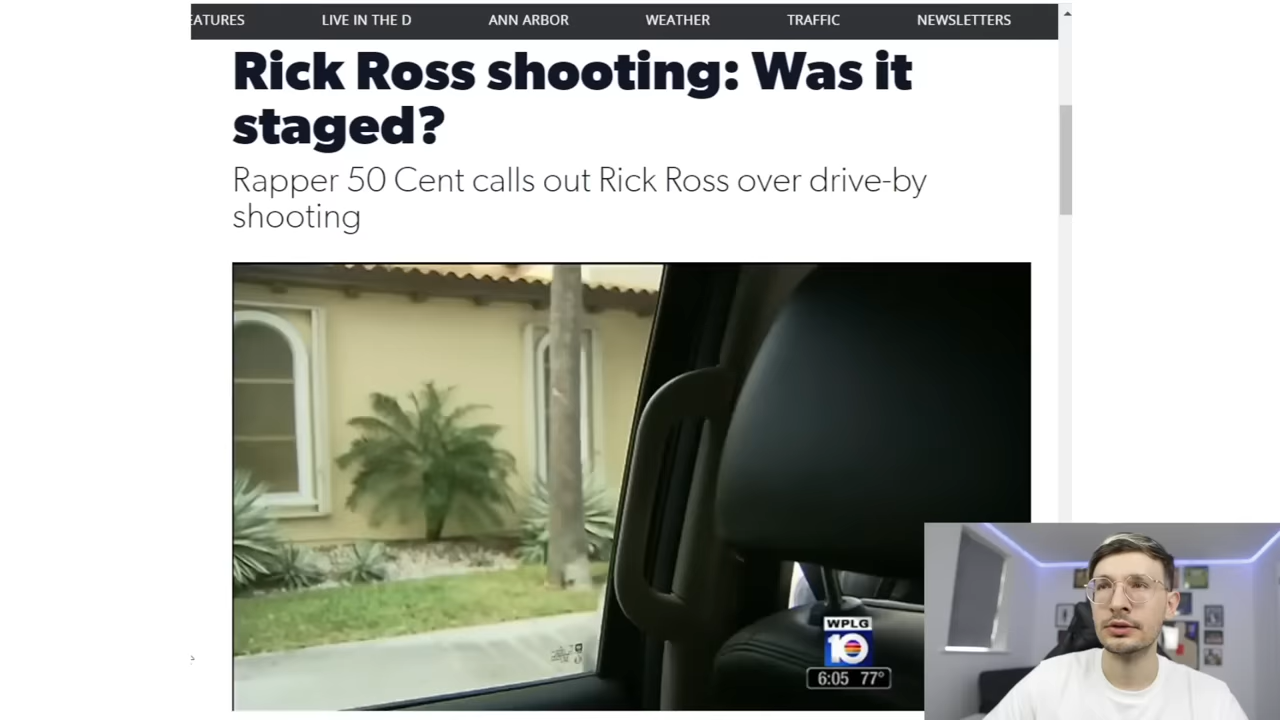 EATURES LIVE IN THE D ANN ARBOR WEATHER TRAFFIC NEWSLETTERS
Rick Ross shooting: Was it
staged?
Rapper 50 Cent calls out Rick Ross over drive-by
shooting
WPLG
10
6:05 77°
e